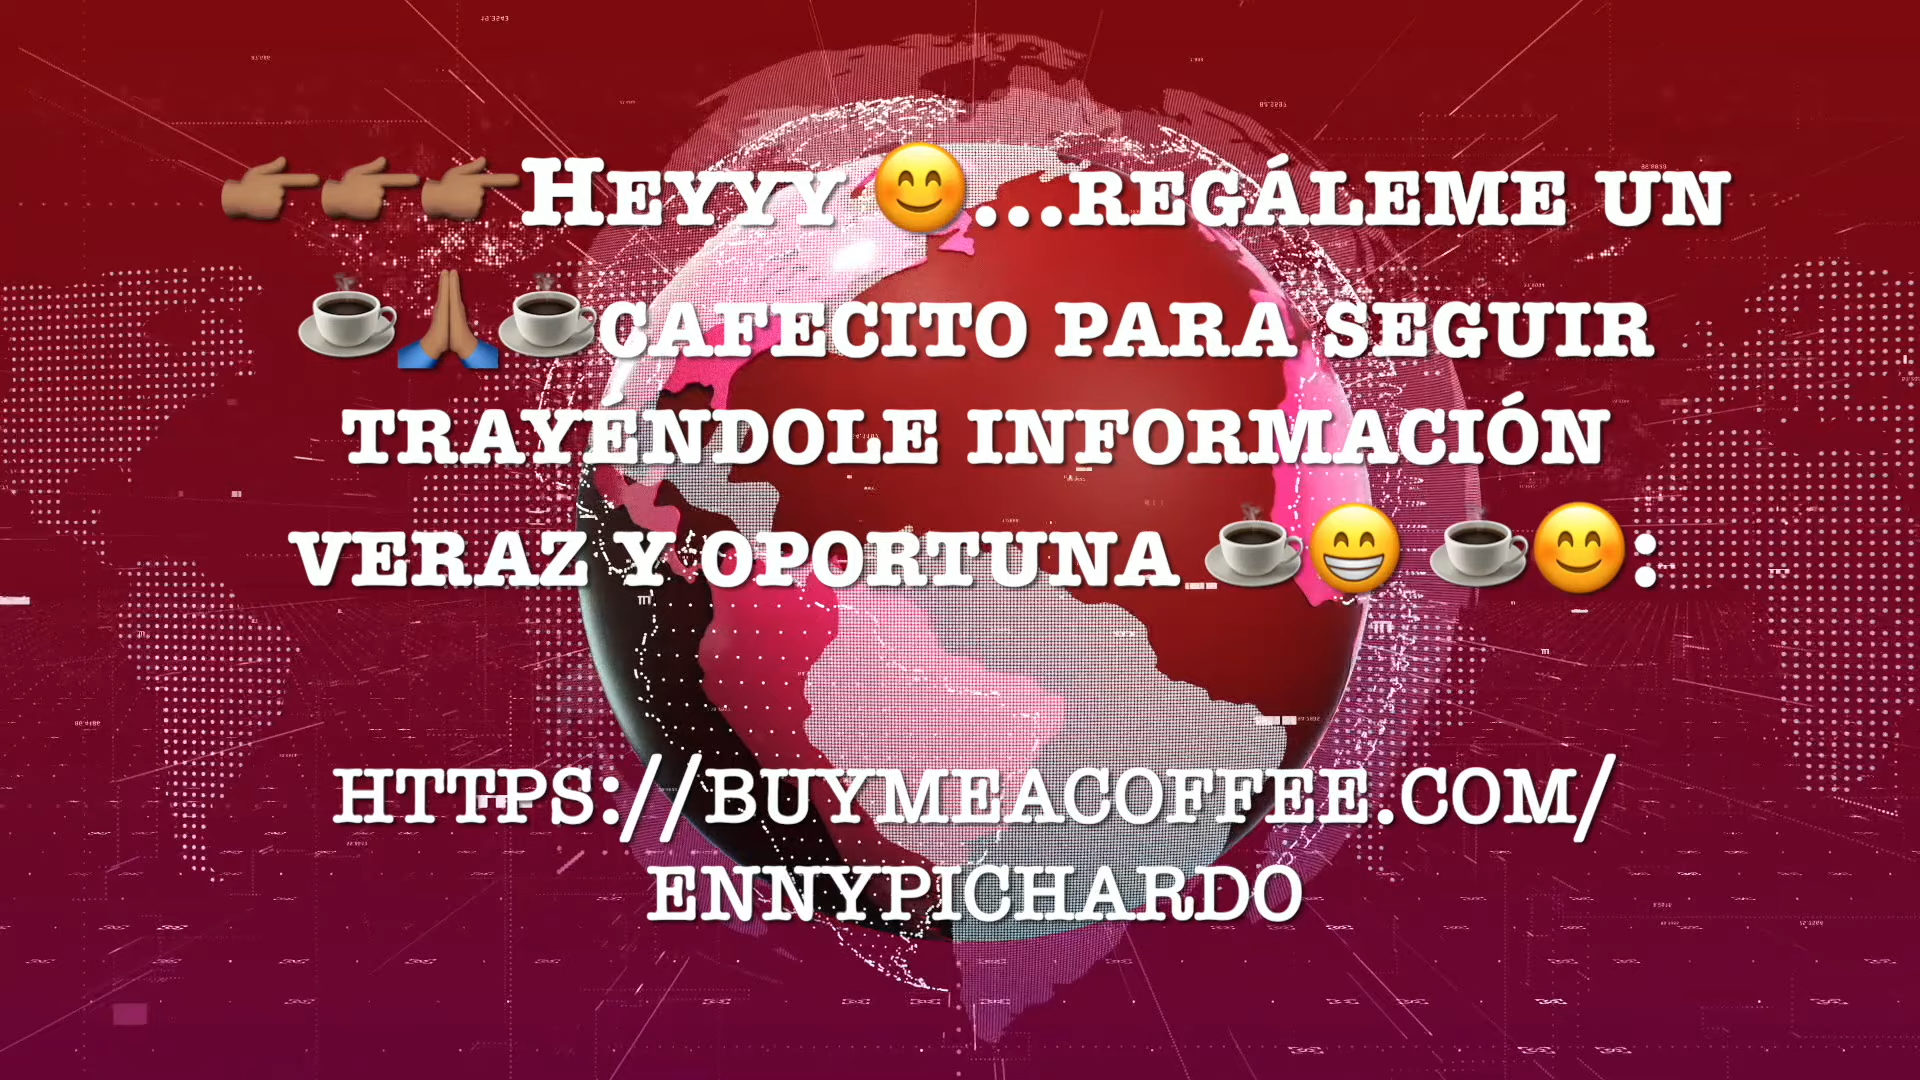 👉🏽👉🏽👉🏽Heyyy 😊...regáleme un
☕🙏🏽☕cafecito para seguir
trayéndole información
veraz y oportuna ☕😁 ☕😊:
https://buymeacoffee.com/
ennypichardo